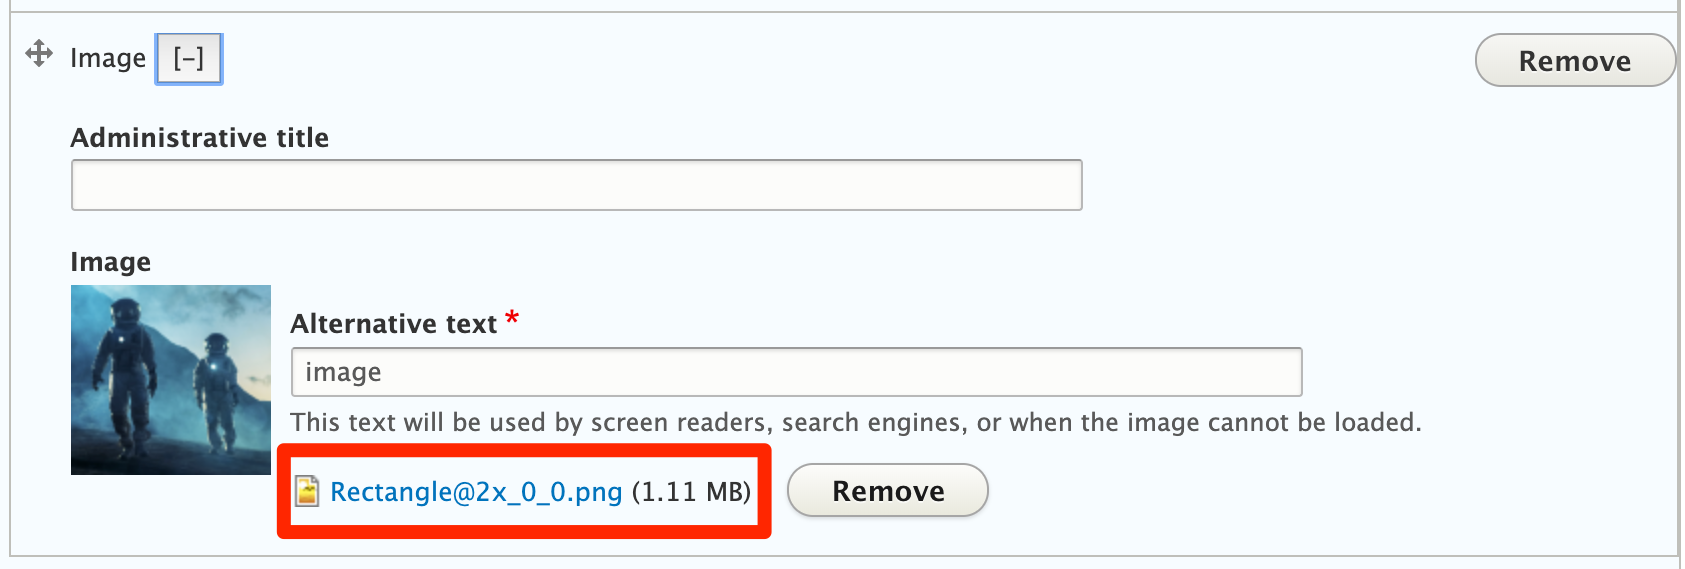 Image [–] Remove
Administrative title
Image
Alternative text *
image
This text will be used by screen readers, search engines, or when the image cannot be loaded.
Rectangle@2x_0_0.png (1.11 MB) Remove